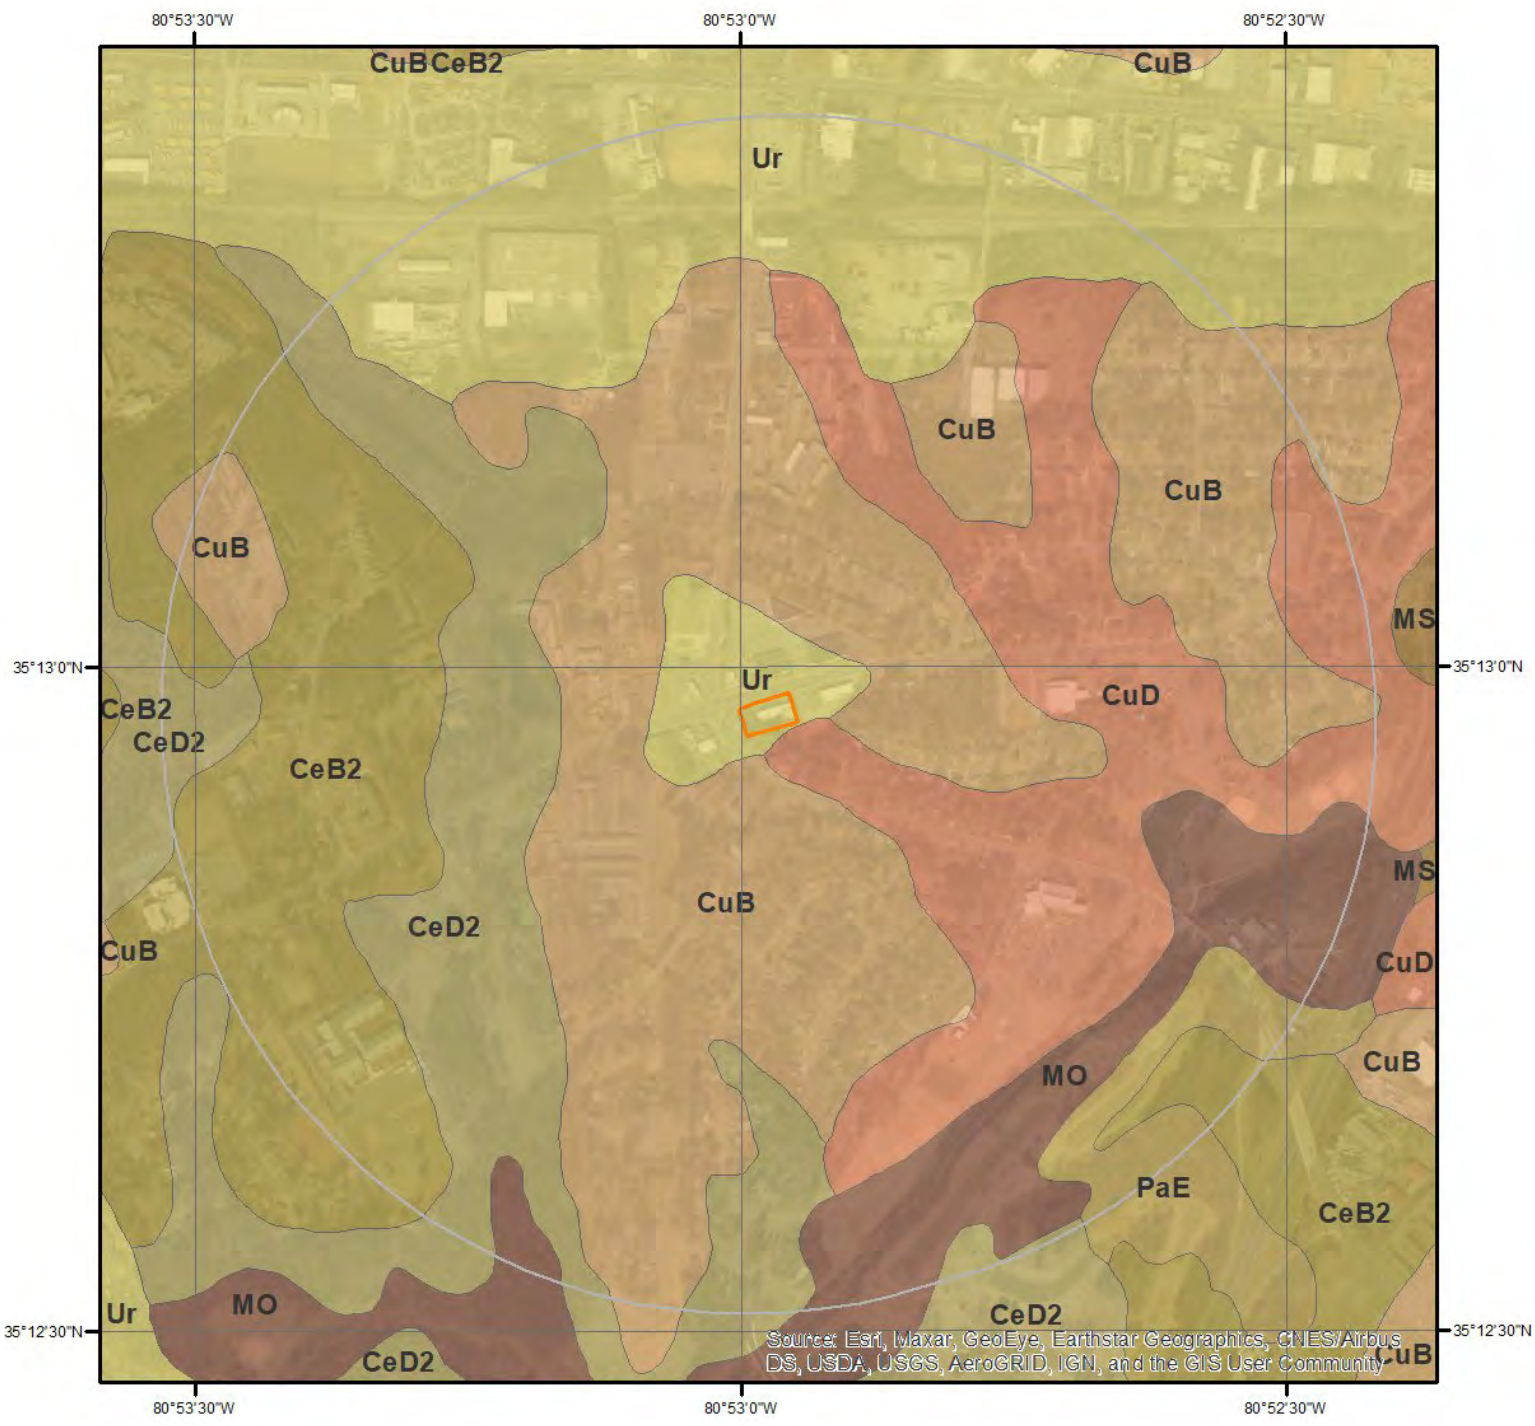 80°53'30"W 80°53'0"W 80°52'30"W
CuB CeB2 CuB
Ur
CuB
CuB
CuB
MS
35°13'0"N 35°13'0"N
Ur
CuD
CeB2
CeD2
CeB2
MS
CuB
CeD2
CuB
CuD
CuB
MO
PaE
CeB2
MO
Ur
CeD2
35°12'30"N 35°12'30"N
Source: Esri, Maxar, GeoEye, Earthstar Geographics, CNES/Airbus
DS, USDA, USGS, AeroGRID, IGN, and the GIS User Community
CuB
CeD2
80°53'30"W 80°53'0"W 80°52'30"W